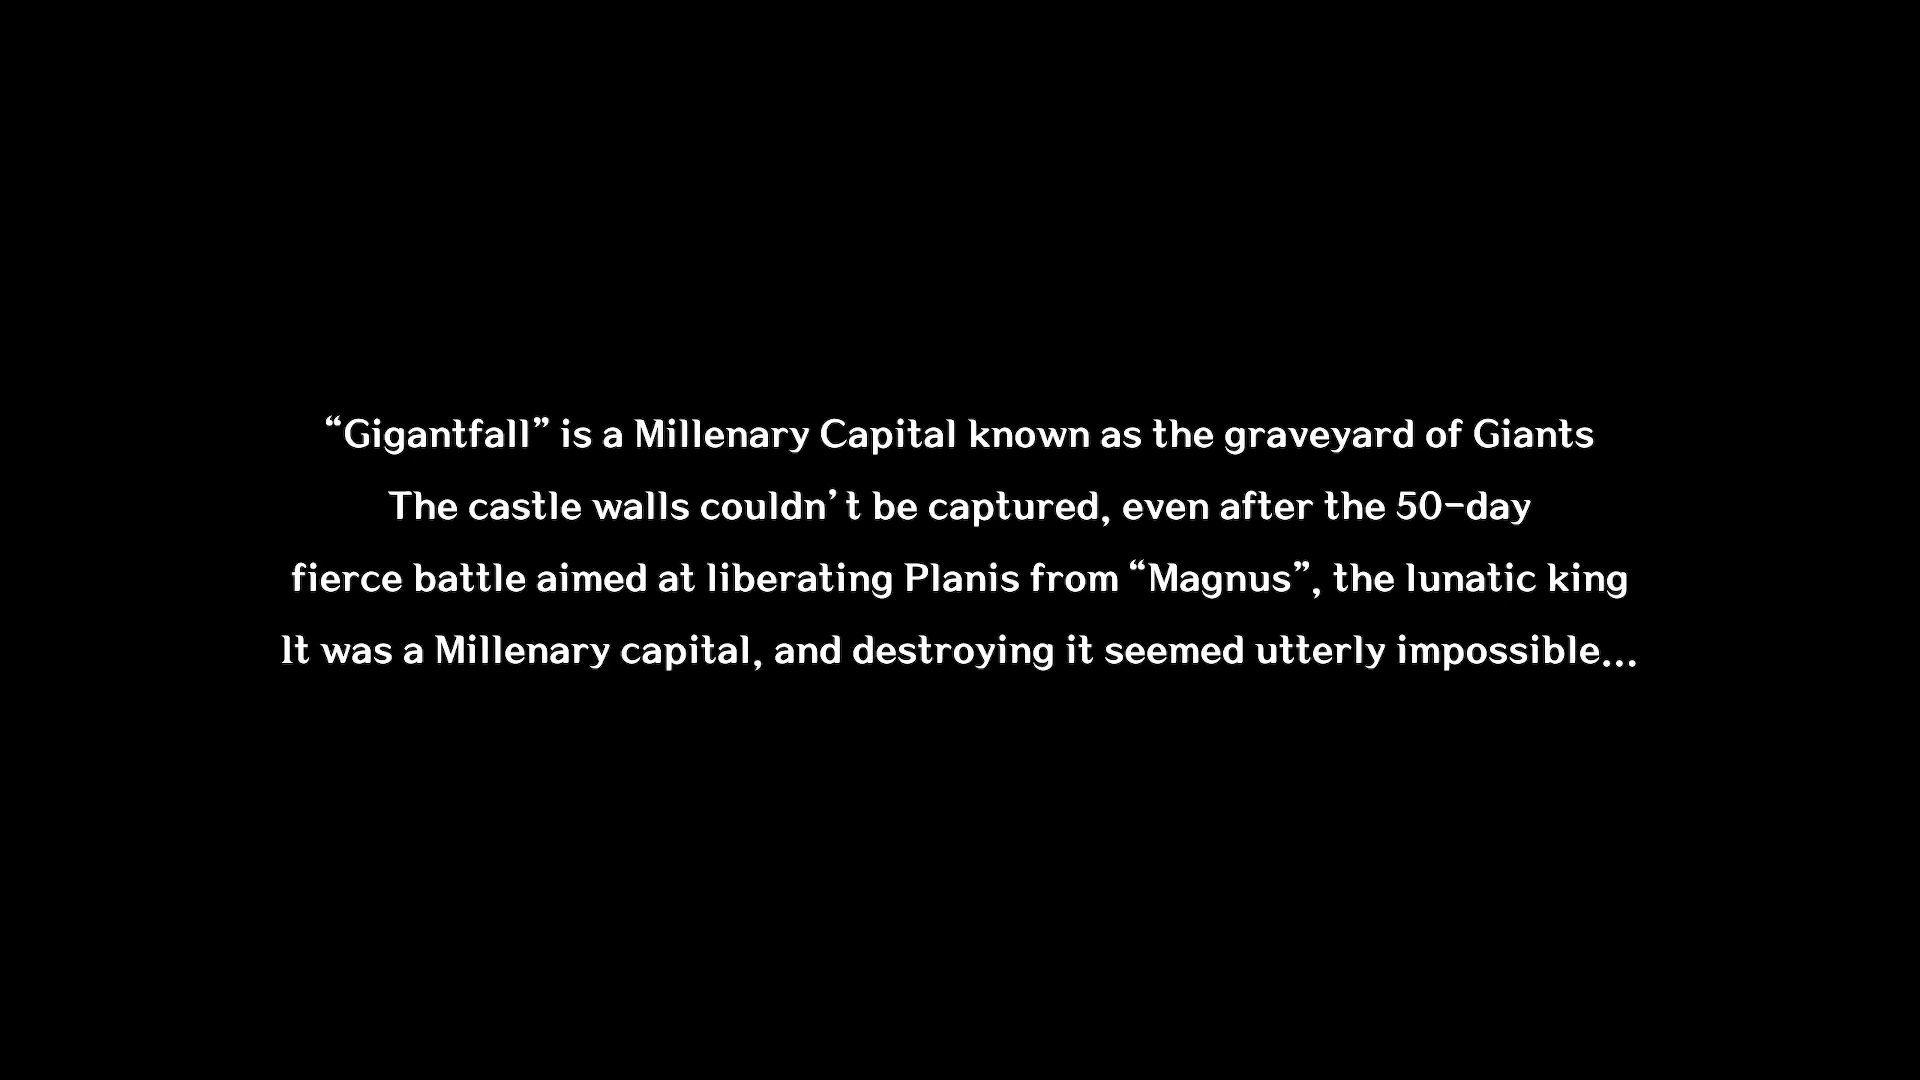 “Gigantfall” is a Millenary Capital known as the graveyard of Giants
The castle walls couldn’t be captured, even after the 50-day
fierce battle aimed at liberating Planis from “Magnus”, the lunatic king
It was a Millenary capital, and destroying it seemed utterly impossible...